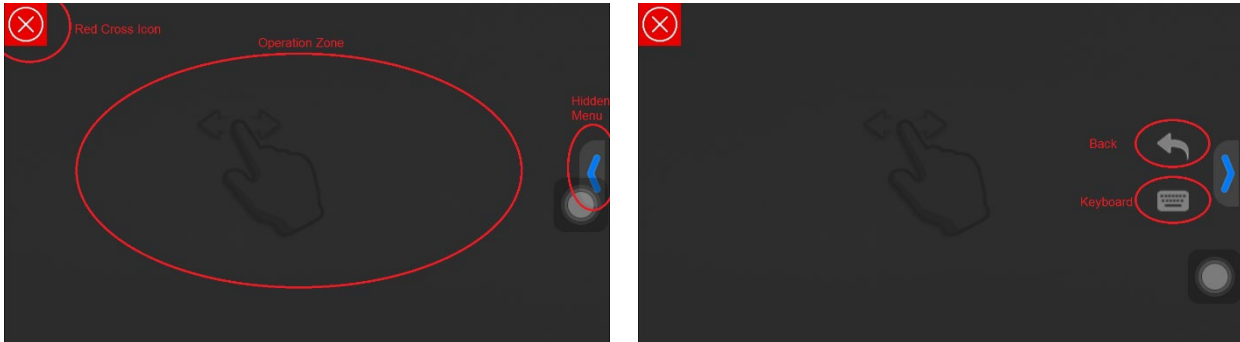 Red Cross Icon
Operation Zone
Hidden
Menu
Back
Keyboard